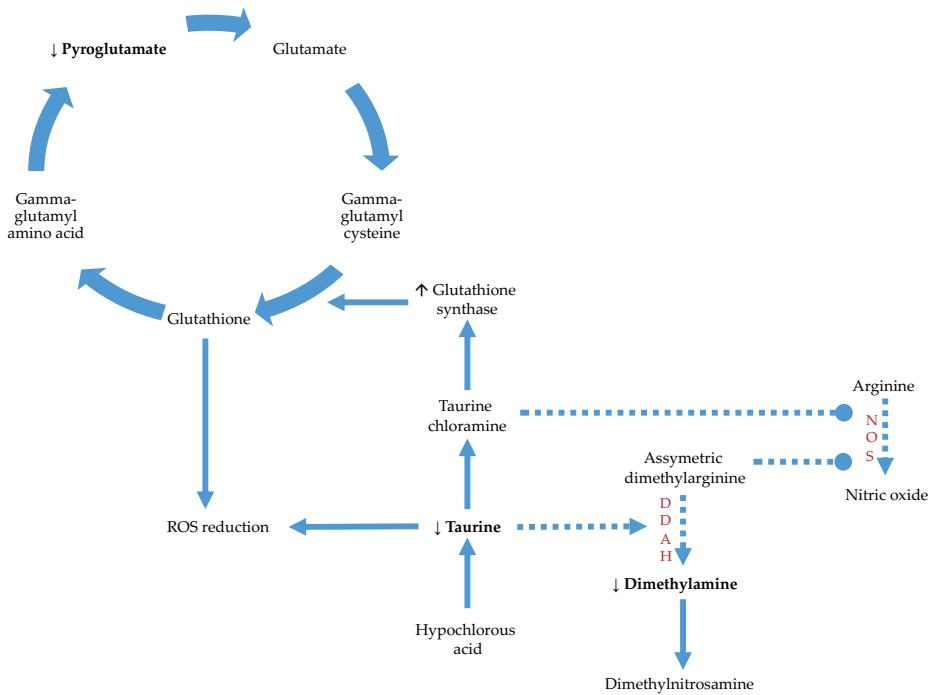 ↓ Pyroglutamate
Glutamate
Gamma-
glutamyl
amino acid
Gamma-
glutamyl
cysteine
↑ Glutathione
synthase
Glutathione
Taurine
chloramine
Arginine
N
O
S
Nitric oxide
Assymetric
dimethylarginine
D
D
A
H
ROS reduction
↓ Taurine
↓ Dimethylamine
Hypochlorous
acid
Dimethylnitrosamine